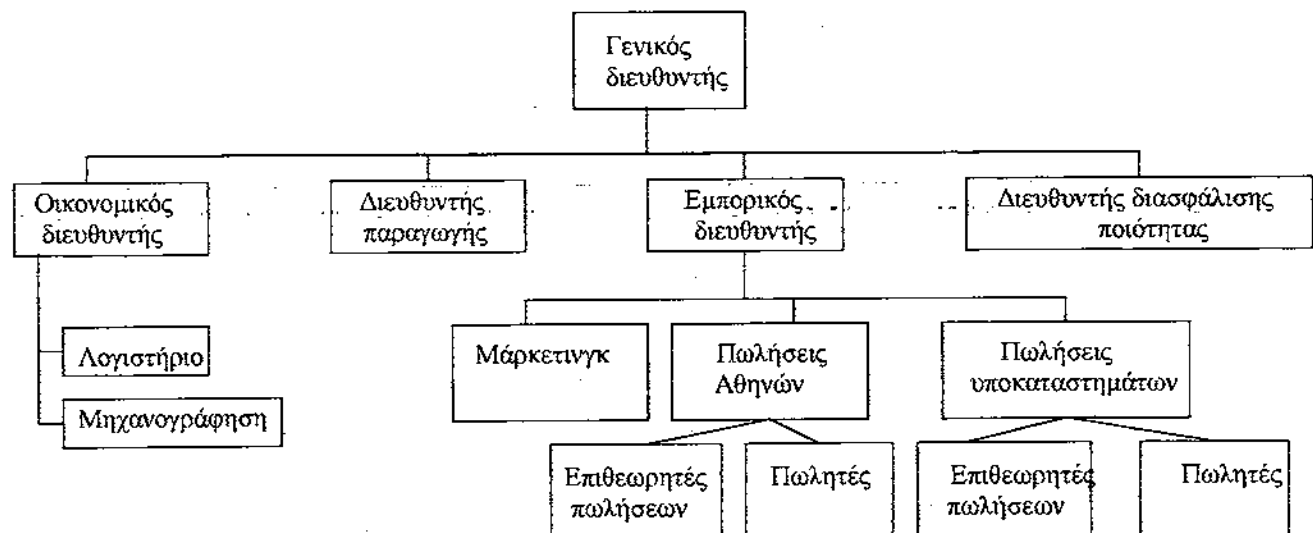 Γενικός
διευθυντής
Οικονομικός
διευθυντής
Διευθυντής
παραγωγής
Εμπορικός
διευθυντής
Διευθυντής διασφάλισης
ποιότητας
Λογιστήριο
Μηχανογράφηση
Μάρκετινγκ
Πωλήσεις
Αθηνών
Πωλήσεις
υποκαταστημάτων
Επιθεωρητές
πωλήσεων
Πωλητές
Επιθεωρητές
πωλήσεων
Πωλητές